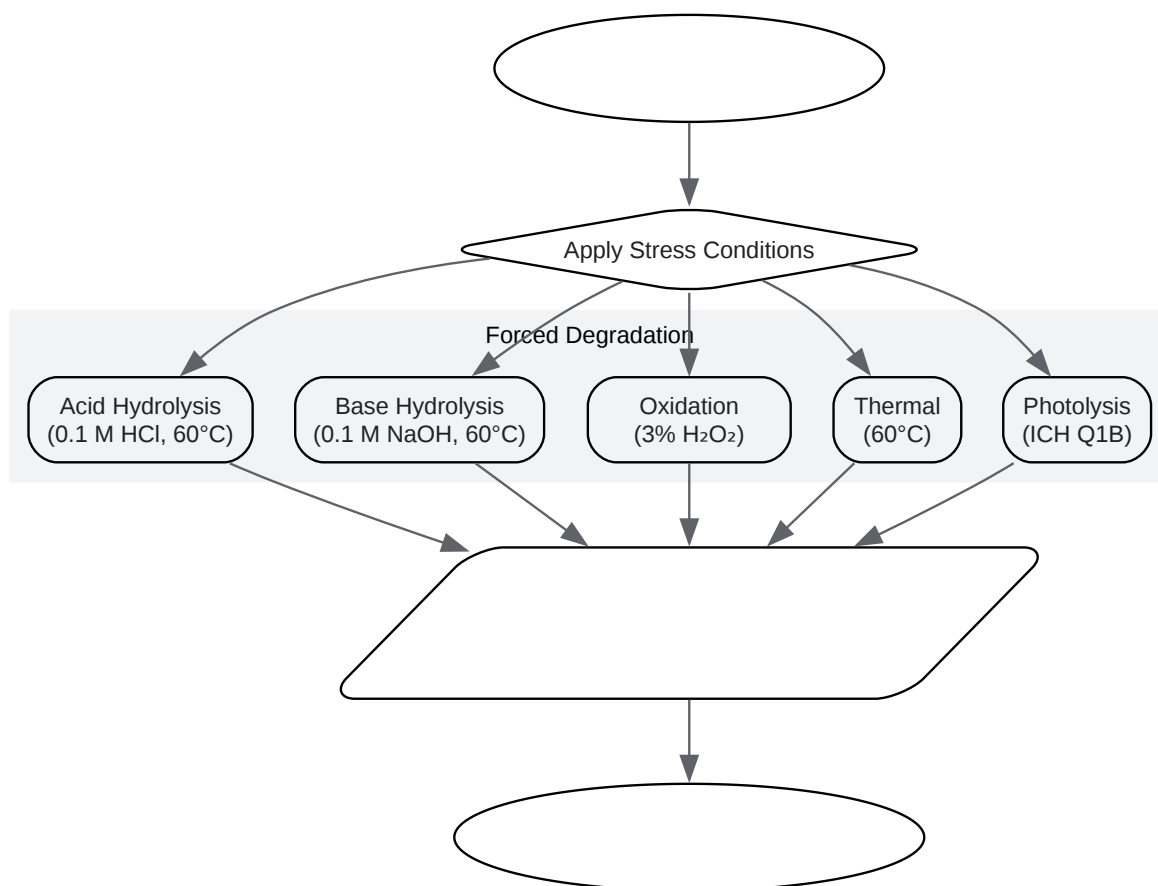 Apply Stress Conditions
Forced Degradation
Acid Hydrolysis
(0.1 M HCl, 60°C)
Base Hydrolysis
(0.1 M NaOH, 60°C)
Oxidation
(3% H₂O₂)
Thermal
(60°C)
Photolysis
(ICH Q1B)